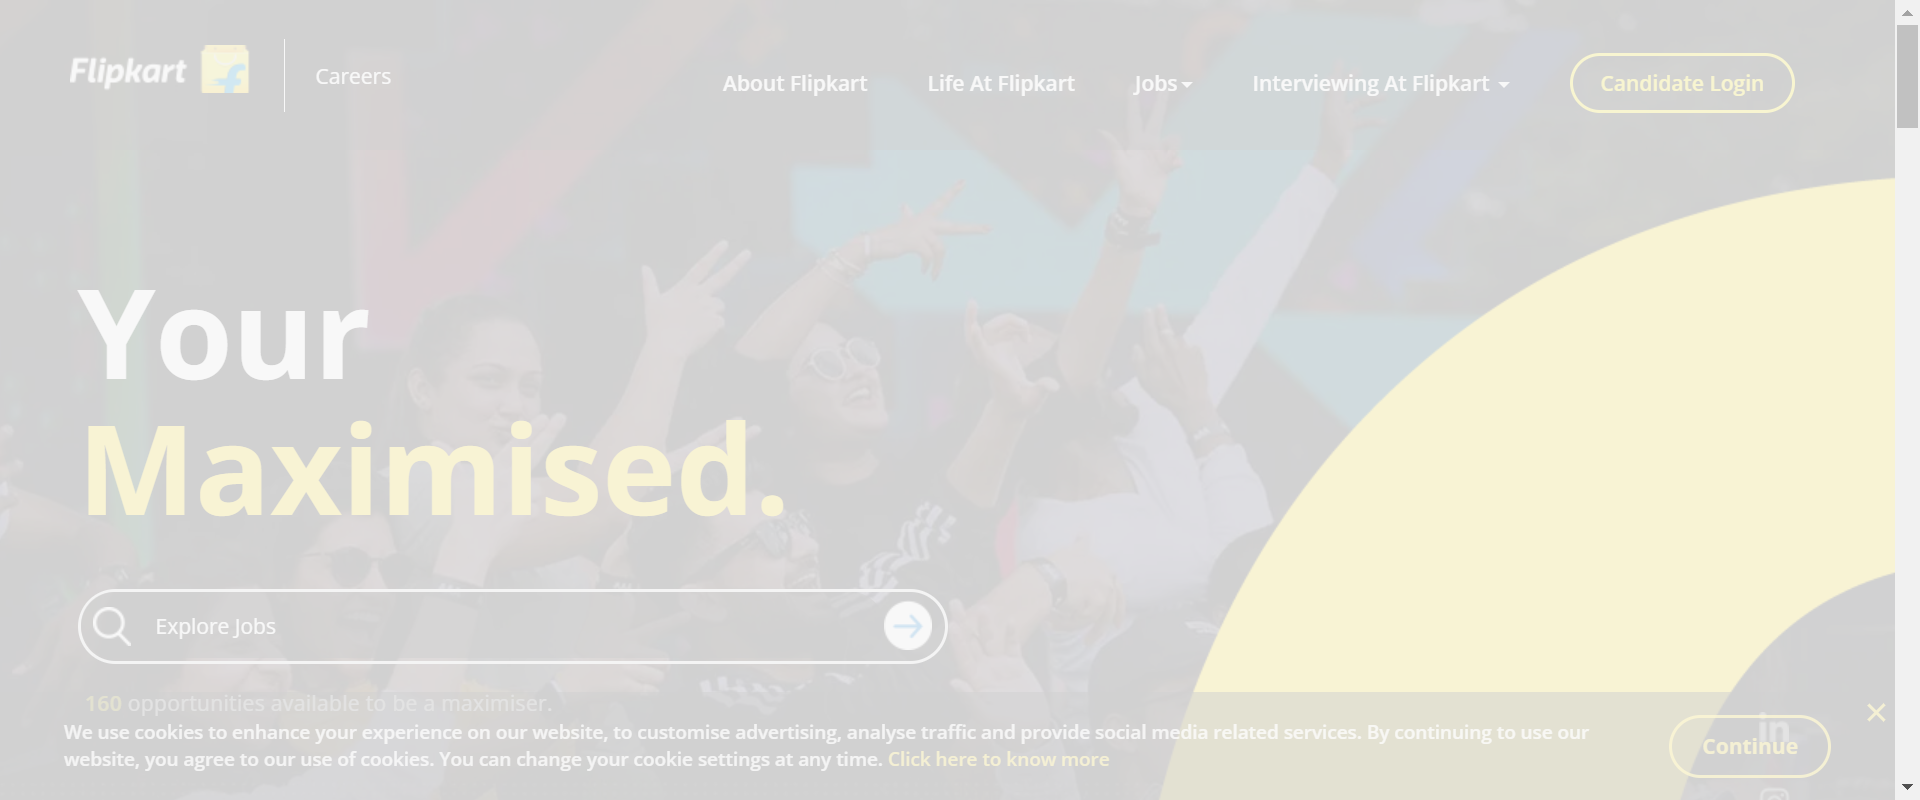 Flipkart
Careers
About Flipkart
Life At Flipkart
Jobs
Interviewing At Flipkart
Candidate Login
Your
Maximised.
Explore Jobs
160 opportunities available to be a maximiser.
We use cookies to enhance your experience on our website, to customise advertising, analyse traffic and provide social media related services. By continuing to use our
website, you agree to our use of cookies. You can change your cookie settings at any time. Click here to know more
in
Continue